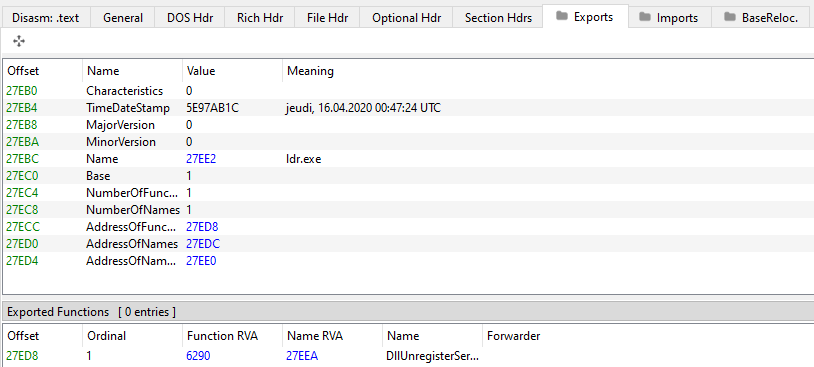 Disasm: .text General DOS Hdr Rich Hdr File Hdr Optional Hdr Section Hdrs Exports Imports BaseReloc.
Offset Name Value Meaning
27EB0 Characteristics 0
27EB4 TimeDateStamp 5E97AB1C jeudi, 16.04.2020 00:47:24 UTC
27EB8 MajorVersion 0
27EBA MinorVersion 0
27EBC Name 27EE2 ldr.exe
27EC0 Base 1
27EC4 NumberOfFunc... 1
27EC8 NumberOfNames 1
27ECC AddressOfFunc... 27ED8
27ED0 AddressOfNames 27EDC
27ED4 AddressOfNam... 27EE0
Exported Functions [ 0 entries ]
Offset Ordinal Function RVA Name RVA Name Forwarder
27ED8 1 6290 27EEA DllUnregisterSer...